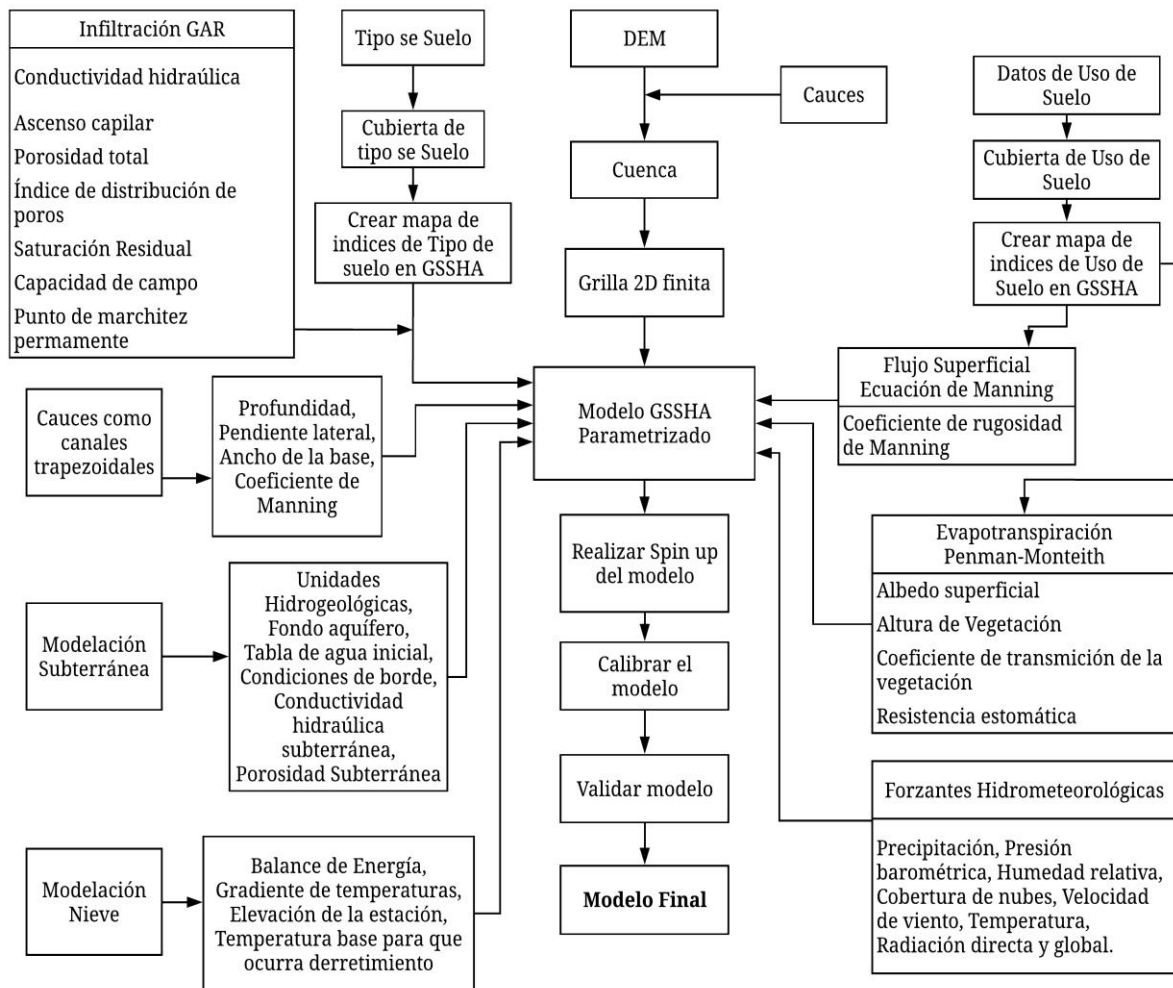 Infiltración GAR
Conductividad hidraúlica
Ascenso capilar
Porosidad total
Índice de distribución de
poros
Saturación Residual
Capacidad de campo
Punto de marchitez
permamente
Tipo se Suelo
Cubierta de
tipo se Suelo
Crear mapa de
indices de Tipo de
suelo en GSSHA
DEM
Cauces
Cuenca
Grilla 2D finita
Datos de Uso de
Suelo
Cubierta de Uso de
Suelo
Crear mapa de
indices de Uso de
Suelo en GSSHA
Flujo Superficial
Ecuación de Manning
Coeficiente de rugosidad
de Manning
Cauces como
canales
trapezoidales
Profundidad,
Pendiente lateral,
Ancho de la base,
Coeficiente de
Manning
Modelo GSSHA
Parametrizado
Realizar Spin up
del modelo
Calibrar el
modelo
Validar modelo
Modelo Final
Evapotranspiración
Penman-Monteith
Albedo superficial
Altura de Vegetación
Coeficiente de transmición de la
vegetación
Resistencia estomática
Modelación
Subterránea
Unidades
Hidrogeológicas,
Fondo aquífero,
Tabla de agua inicial,
Condiciones de borde,
Conductividad
hidraúlica
subterránea,
Porosidad Subterránea
Forzantes Hidrometeorológicas
Precipitación, Presión
barométrica, Humedad relativa,
Cobertura de nubes, Velocidad
de viento, Temperatura,
Radiación directa y global.
Modelación
Nieve
Balance de Energía,
Gradiente de temperaturas,
Elevación de la estación,
Temperatura base para que
ocurra derretimiento